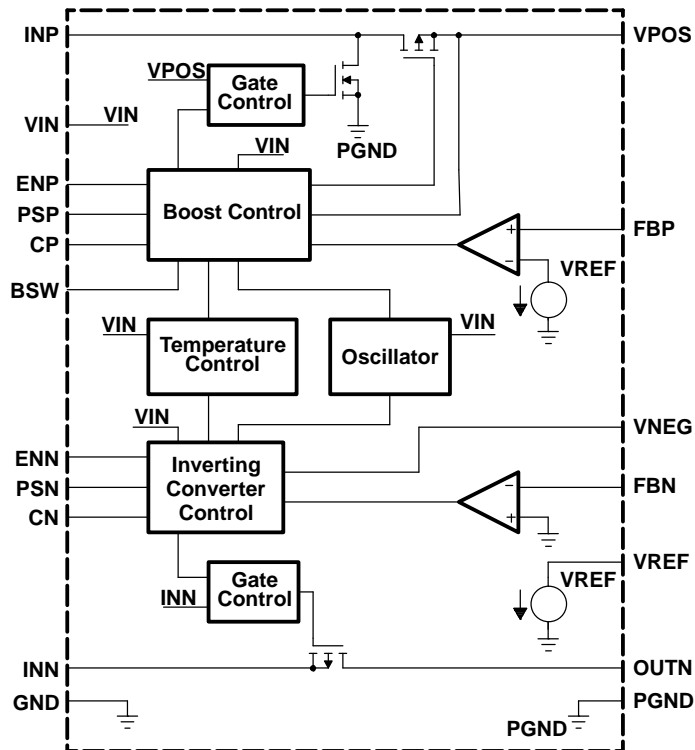 INP
VPOS
VPOS
Gate
Control
VIN
VIN
PGND
VIN
ENP
PSP
CP
BSW
Boost Control
FBP
+
−
VREF
VIN
Temperature
Control
Oscillator
VIN
VIN
VNEG
ENN
PSN
CN
Inverting
Converter
Control
−
+
FBN
VREF
VREF
INN
Gate
Control
INN
OUTN
GND
PGND
PGND